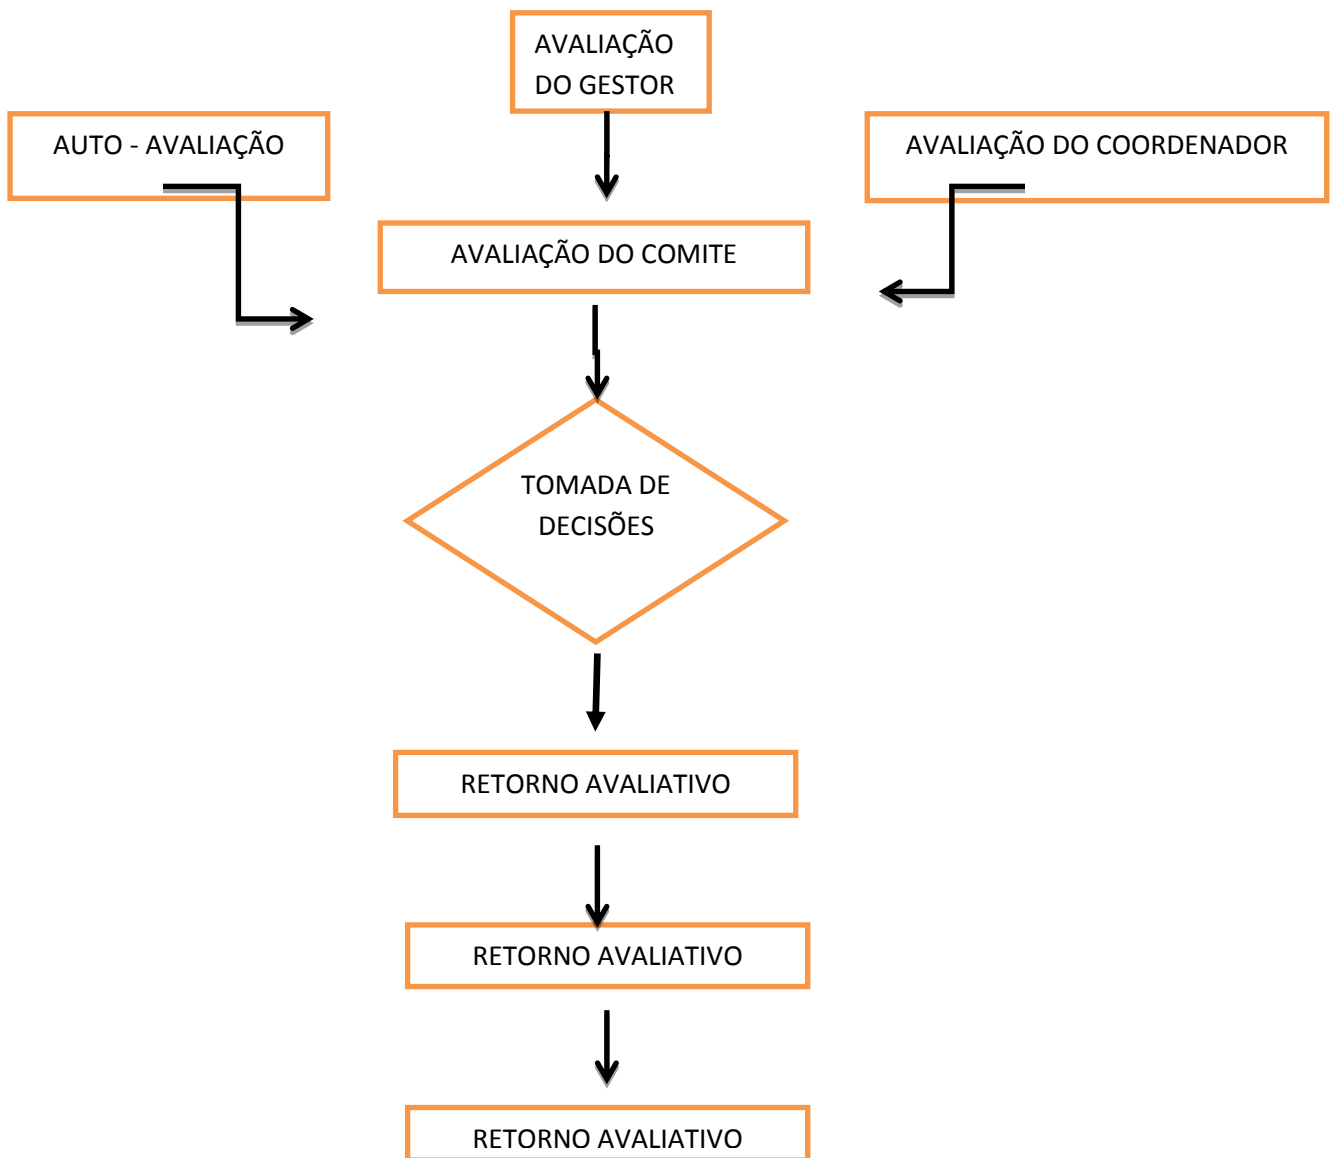 AVALIAÇÃO
DO GESTOR
AUTO - AVALIAÇÃO
AVALIAÇÃO DO COORDENADOR
AVALIAÇÃO DO COMITE
TOMADA DE
DECISÕES
RETORNO AVALIATIVO
RETORNO AVALIATIVO
RETORNO AVALIATIVO